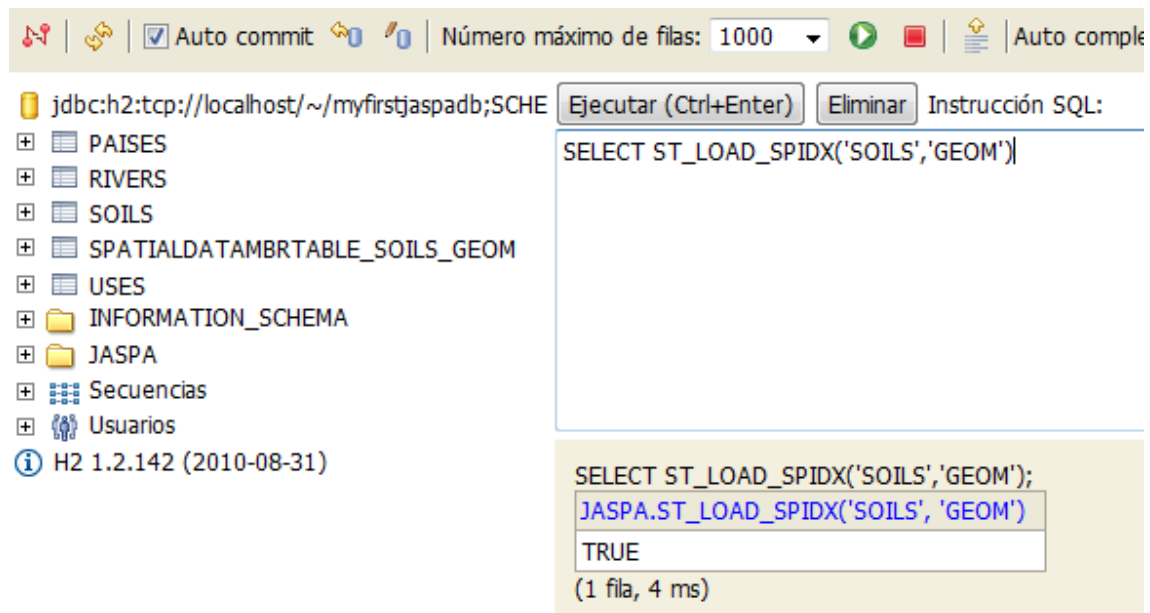 Auto commit Número máximo de filas: 1000 Auto comple
jdbc:h2:tcp://localhost/~/myfirstjaspadb;SCHE
PAISES
RIVERS
SOILS
SPATIALDATAMBRTABLE_SOILS_GEOM
USES
INFORMATION_SCHEMA
JASPA
Secuencias
Usuarios
H2 1.2.142 (2010-08-31)
Ejecutar (Ctrl+Enter) Eliminar Instrucción SQL:
SELECT ST_LOAD_SPIDX('SOILS','GEOM')
SELECT ST_LOAD_SPIDX('SOILS','GEOM');
JASPA.ST_LOAD_SPIDX('SOILS', 'GEOM')
TRUE
(1 fila, 4 ms)